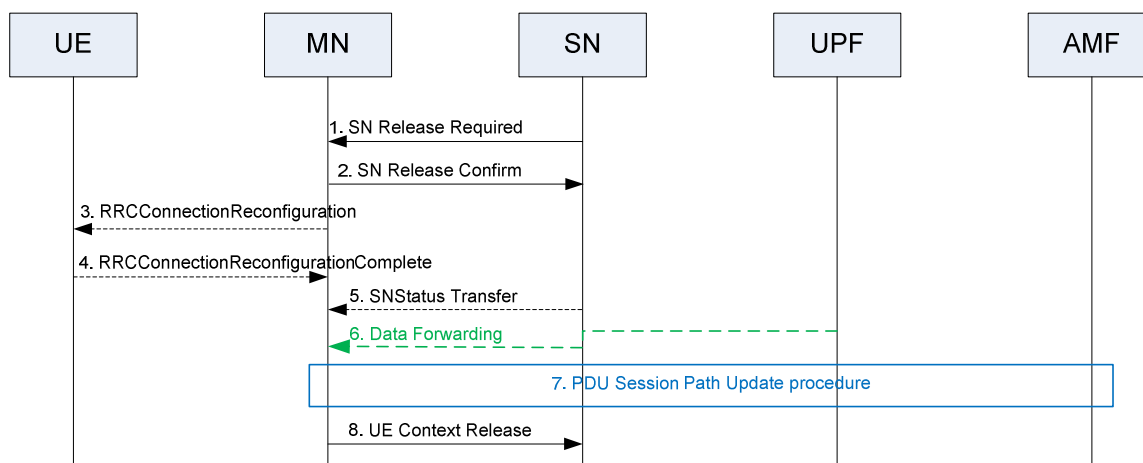 UE
MN
SN
UPF
AMF
1. SN Release Required
2. SN Release Confirm
3. RRCConnectionReconfiguration
4. RRCConnectionReconfigurationComplete
5. SNStatus Transfer
6. Data Forwarding
7. PDU Session Path Update procedure
8. UE Context Release